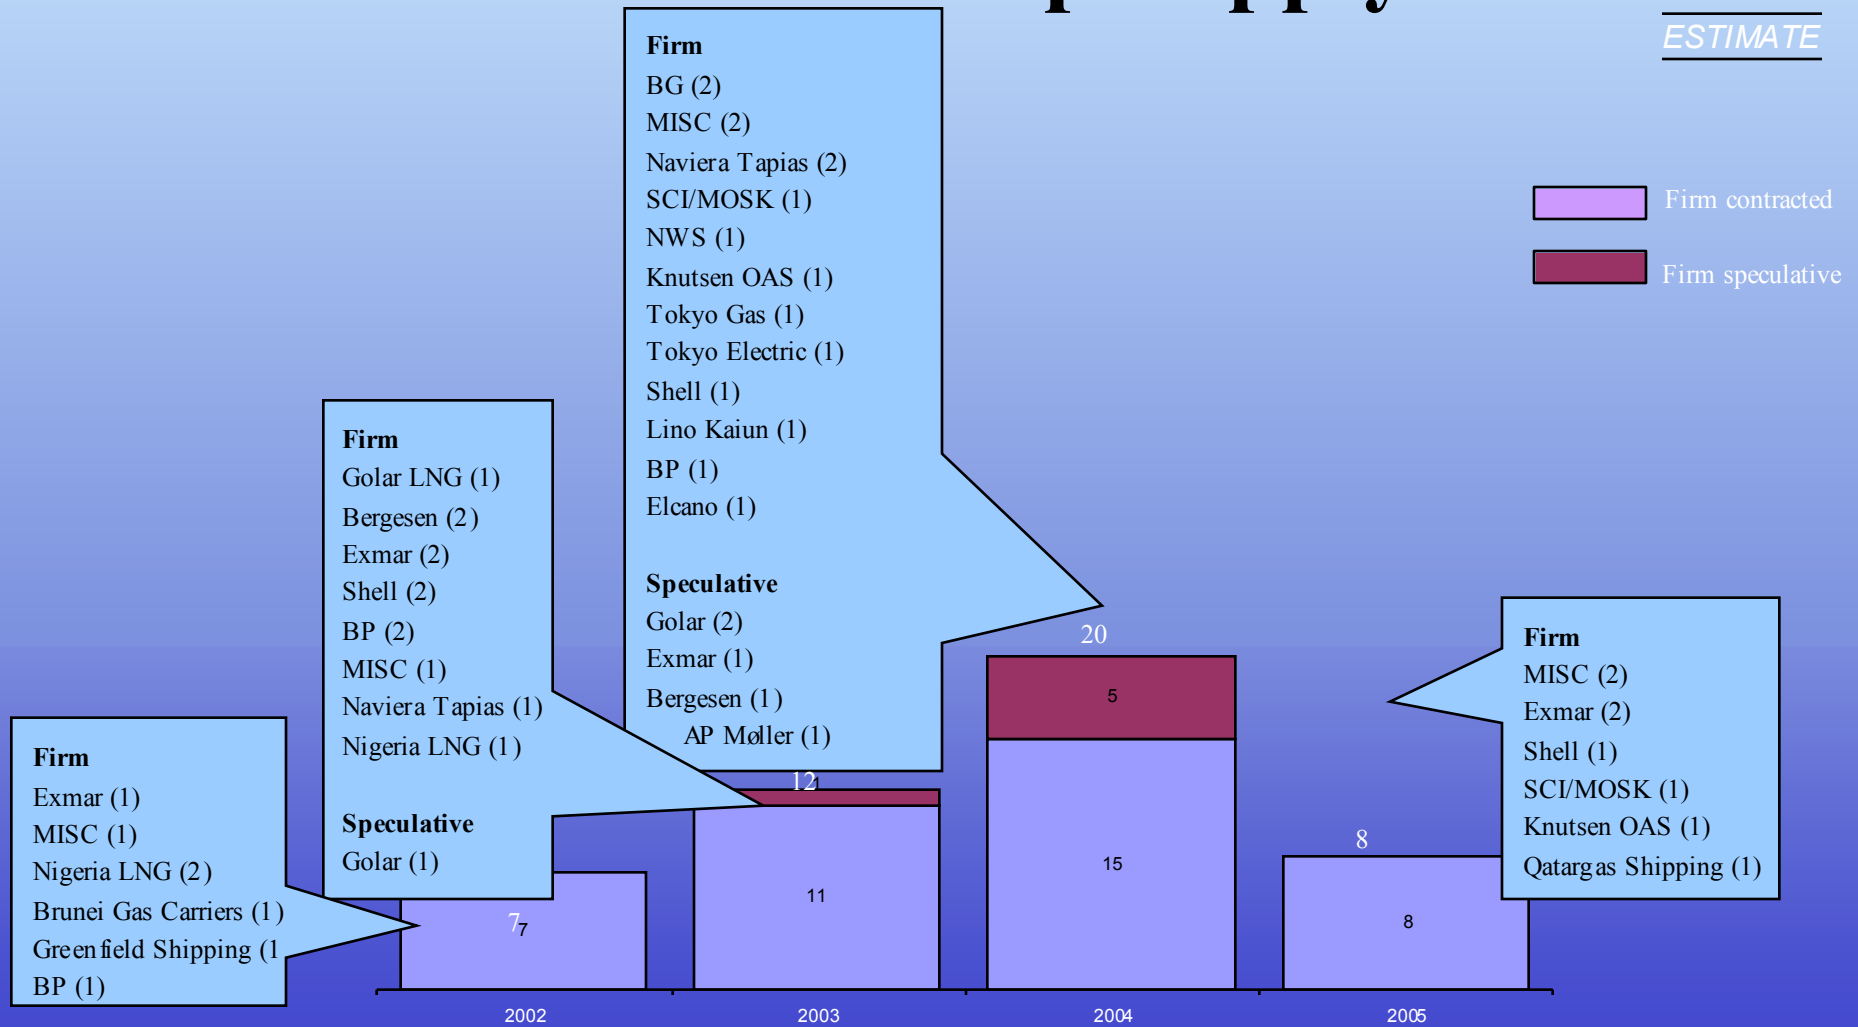 ESTIMATE
Firm
BG (2)
MISC (2)
Naviera Tapias (2)
SCI/MOSK (1)
NWS (1)
Knutsen OAS (1)
Tokyo Gas (1)
Tokyo Electric (1)
Shell (1)
Lino Kaiun (1)
BP (1)
Elcano (1)
Speculative
Golar (2)
Exmar (1)
Bergesen (1)
AP Møller (1)
Firm contracted
Firm speculative
Firm
Golar LNG (1)
Bergesen (2)
Exmar (2)
Shell (2)
BP (2)
MISC (1)
Naviera Tapias (1)
Nigeria LNG (1)
Speculative
Golar (1)
Firm
MISC (2)
Exmar (2)
Shell (1)
SCI/MOSK (1)
Knutsen OAS (1)
Qatargas Shipping (1)
Firm
Exmar (1)
MISC (1)
Nigeria LNG (2)
Brunei Gas Carriers (1)
Greenfield Shipping (1
BP (1)
20
5
15
12
1
11
8
8
7
7
2002
2003
2004
2005